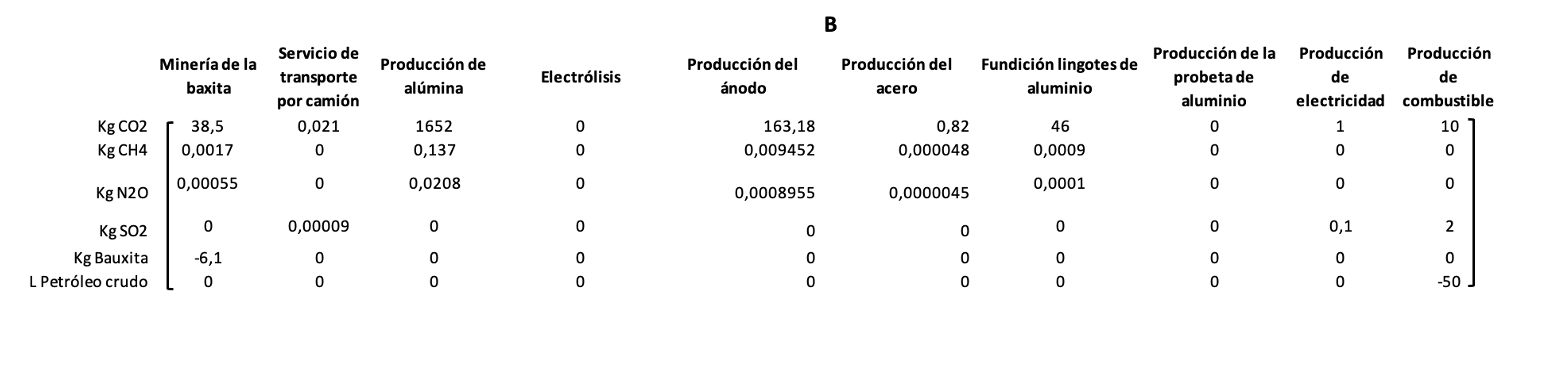 B
Minería de la baxita	Servicio de transporte por camión	Producción de alúmina	Electrólisis	Producción del ánodo	Producción del acero	Fundición lingotes de aluminio	Producción de la probeta de aluminio	Producción de electricidad	Producción de combustible
Kg CO2	38,5	0,021	1652	0	163,18	0,82	46	0	1	10
Kg CH4	0,0017	0	0,137	0	0,009452	0,000048	0,0009	0	0	0
Kg N2O	0,00055	0	0,0208	0	0,0008955	0,0000045	0,0001	0	0	0
Kg SO2	0	0,00009	0	0	0	0	0	0	0,1	2
Kg Bauxita	-6,1	0	0	0	0	0	0	0	0	0
L Petróleo crudo	0	0	0	0	0	0	0	0	0	-50